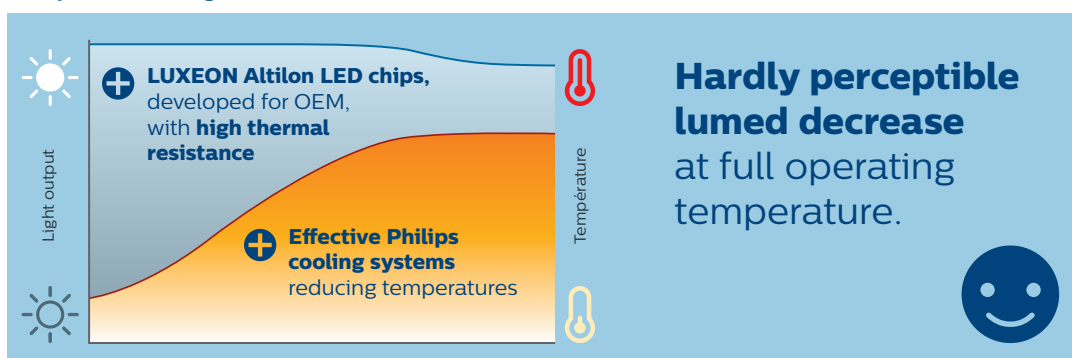 LUXEON Altilon LED chips,
developed for OEM,
with high thermal
resistance
Light output
Effective Philips
cooling systems
reducing temperatures
Température
Hardly perceptible
lumed decrease
at full operating
temperature.